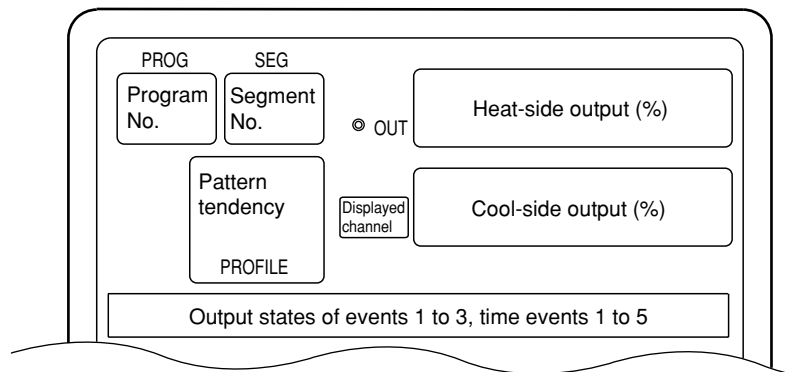 PROG
SEG
Program
No.
Segment
No.
OUT
Heat-side output (%)
Pattern
tendency
PROFILE
Displayed
channel
Cool-side output (%)
Output states of events 1 to 3, time events 1 to 5